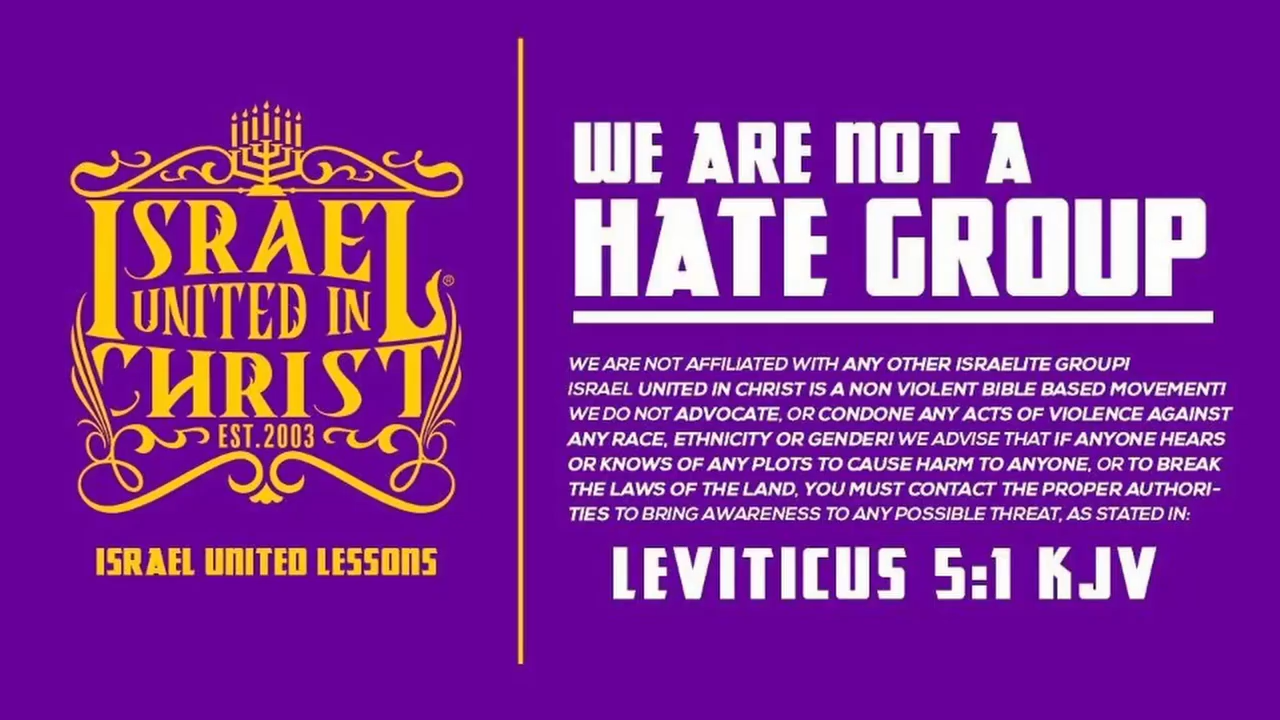 ISRAEL
UNITED IN
CHRIST
EST.2003
ISRAEL UNITED LESSONS
WE ARE NOT A
HATE GROUP
WE ARE NOT AFFILIATED WITH ANY OTHER ISRAELITE GROUP!
ISRAEL UNITED IN CHRIST IS A NON VIOLENT BIBLE BASED MOVEMENT!
WE DO NOT ADVOCATE, OR CONDONE ANY ACTS OF VIOLENCE AGAINST
ANY RACE, ETHNICITY OR GENDER! WE ADVISE THAT IF ANYONE HEARS
OR KNOWS OF ANY PLOTS TO CAUSE HARM TO ANYONE, OR TO BREAK
THE LAWS OF THE LAND, YOU MUST CONTACT THE PROPER AUTHORI-
TIES TO BRING AWARENESS TO ANY POSSIBLE THREAT, AS STATED IN:
LEVITICUS 5:1 KJV